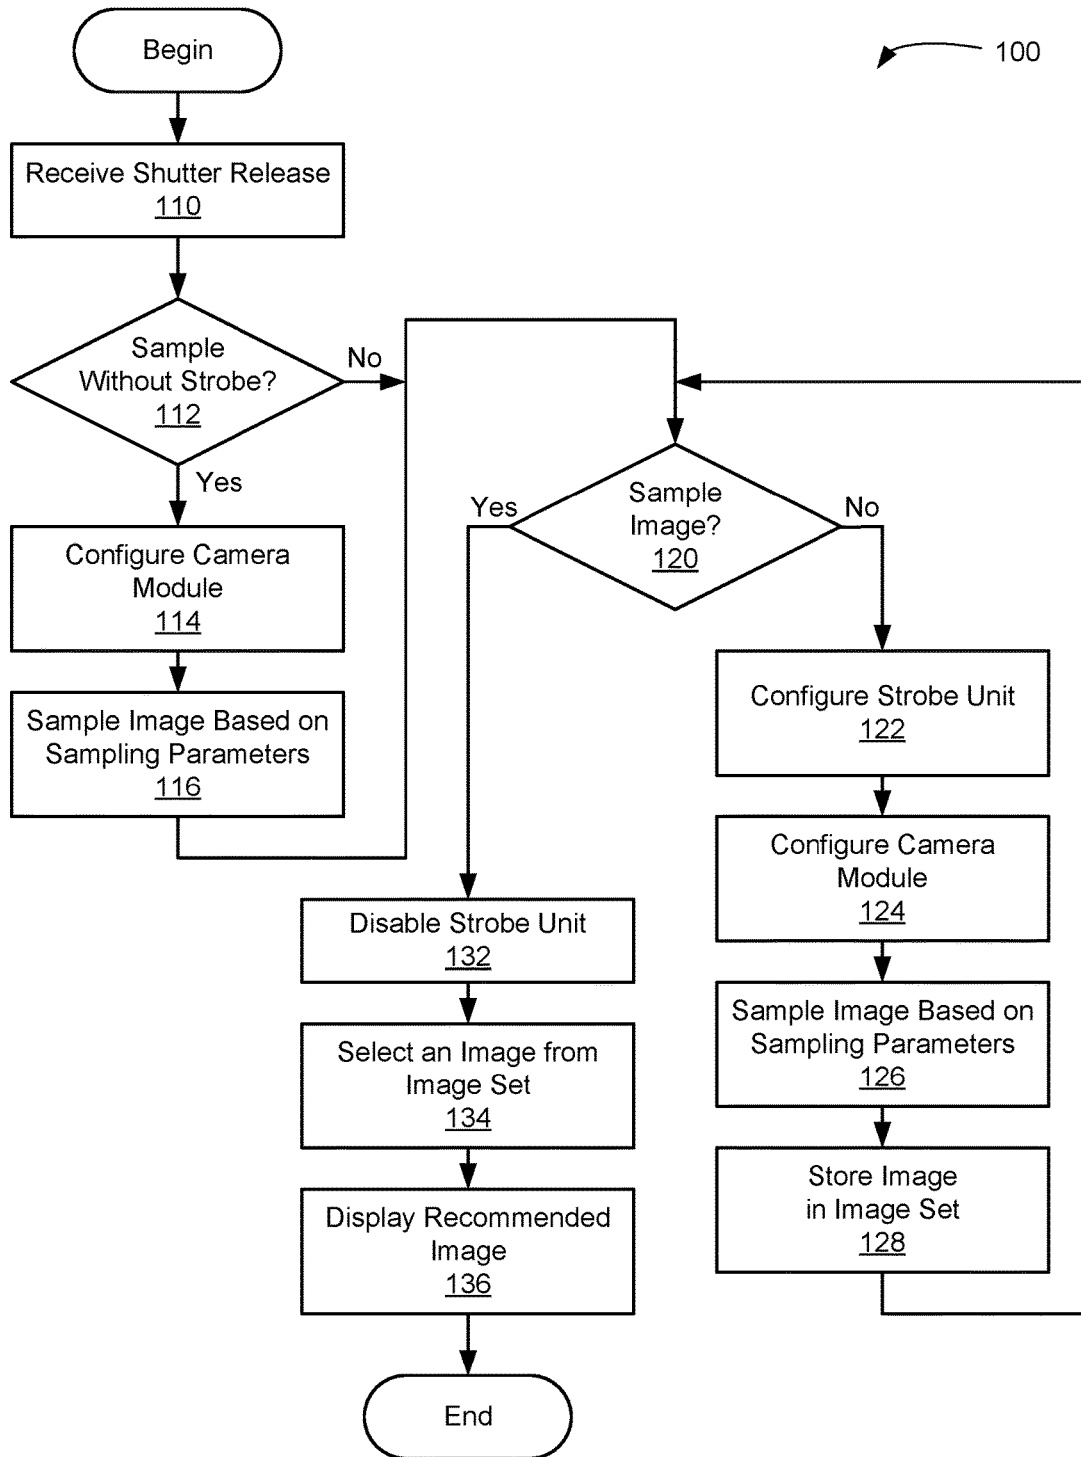 Begin
100
Receive Shutter Release
110
Sample
Without Strobe?
112
No
Yes
Configure Camera
Module
114
Sample Image Based on
Sampling Parameters
116
Sample
Image?
120
Yes
No
Configure Strobe Unit
122
Configure Camera
Module
124
Sample Image Based on
Sampling Parameters
126
Store Image
in Image Set
128
Disable Strobe Unit
132
Select an Image from
Image Set
134
Display Recommended
Image
136
End